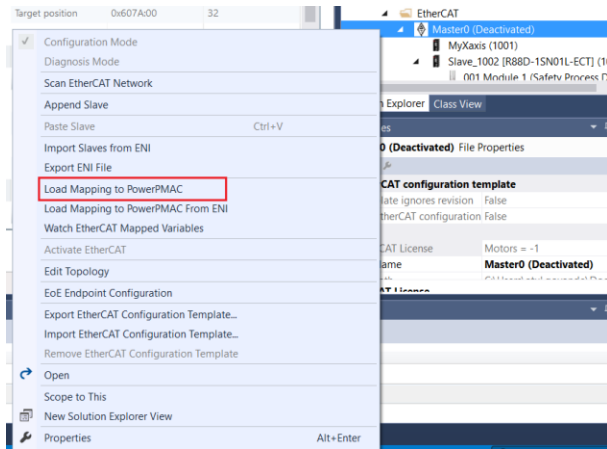 Target position 0x607A:00 32
Configuration Mode
Diagnosis Mode
Scan EtherCAT Network
Append Slave
Paste Slave Ctrl+V
Import Slaves from ENI
Export ENI File
Load Mapping to PowerPMAC
Load Mapping to PowerPMAC From ENI
Watch EtherCAT Mapped Variables
Activate EtherCAT
Edit Topology
EoE Endpoint Configuration
Export EtherCAT Configuration Template...
Import EtherCAT Configuration Template...
Remove EtherCAT Configuration Template
Open
Scope to This
New Solution Explorer View
Properties Alt+Enter
EtherCAT
Master0 (Deactivated)
MyXaxis (1001)
Slave_1002 [R88D-1SN01L-ECT] (10
001 Module 1 (Safety Process D
Explorer Class View
es
0 (Deactivated) File Properties
CAT configuration template
late ignores revision False
therCAT configuration False
CAT License Motors = -1
ame Master0 (Deactivated)
AT License